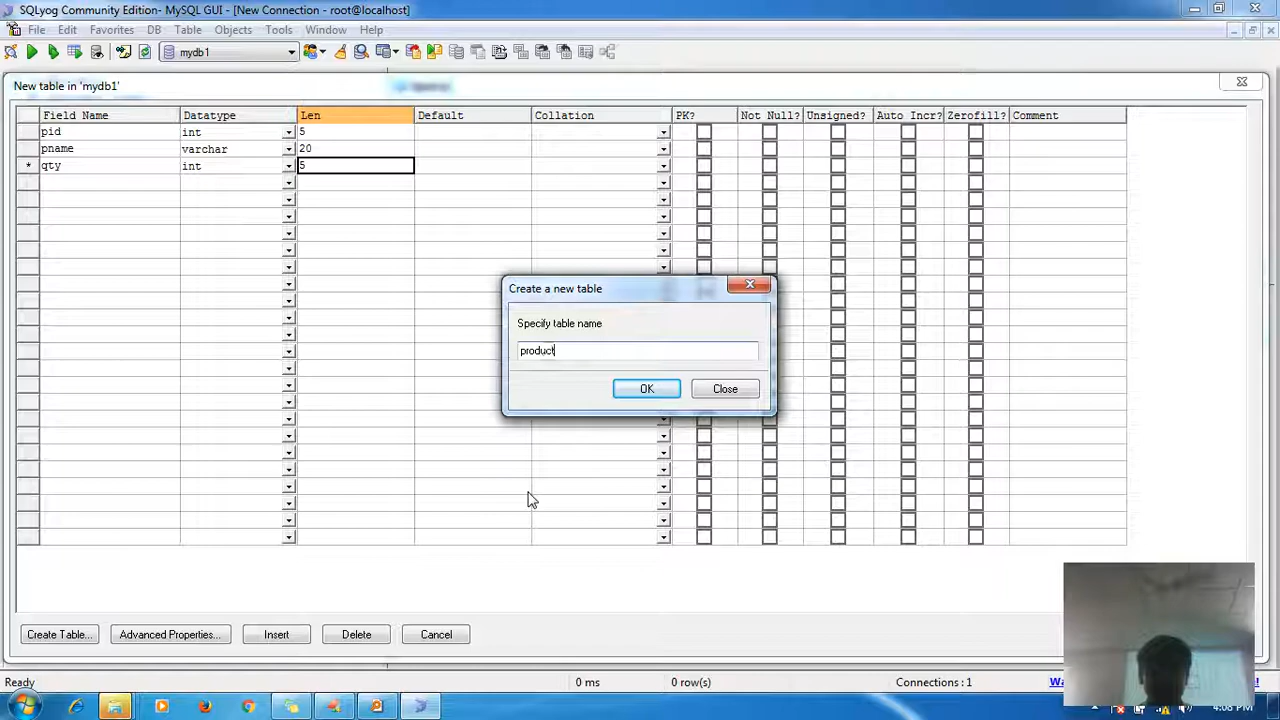 SQLyog Community Edition- MySQL GUI - [New Connection - root@localhost]
File Edit Favorites DB Table Objects Tools Window Help
mydb1
New table in 'mydb1'
Field Name Datatype Len Default Collation PK? Not Null? Unsigned? Auto Incr? Zerofill? Comment
pid int 5
pname varchar 20
* qty int 5
Create a new table
Specify table name
product
OK Close
Create Table... Advanced Properties... Insert Delete Cancel
Ready 0 ms 0 row(s) Connections : 1
4:08 PM